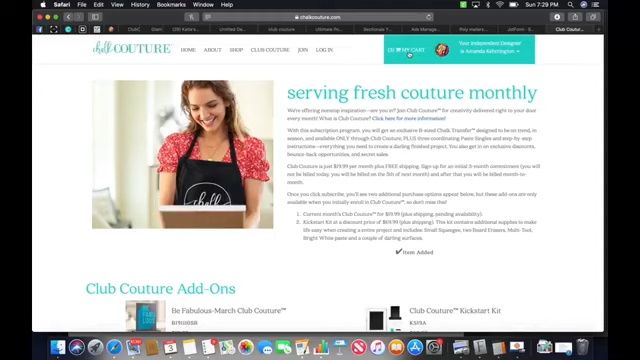 Safari File Edit View History Bookmarks Window Help
Sun 7:29 PM
chalkcouture.com
chalkCOUTURE
HOME ABOUT SHOP CLUB COUTURE JOIN LOG IN
MY CART
Your Independent Designer
is Amanda Ketterington
serving fresh couture monthly
We're offering nonstop inspiration—are you in? Join Club Couture™ for creativity delivered right to your door
every month! What is Club Couture? Click here for more information!
With this subscription program, you will get an exclusive B-sized Chalk Transfer™ designed to be on trend, in
season, and available ONLY through Club Couture, PLUS three coordinating Paste Singles and step-by-step
instructions—everything you need to create a darling finished project. You also get in on exclusive discounts,
bounce-back opportunities, and secret sales.
Club Couture is just $19.99 per month plus FREE shipping. Sign up for an initial 3-month commitment (you will
not be billed today, you will be billed on the 5th of next month) and after that you will be billed month-to-
month.
Once you click subscribe, you'll see two additional purchase options appear below, but these add-ons are only
available when you initially enroll in Club Couture™, so don't miss this!
1. Current month's Club Couture™ for $19.99 (plus shipping, pending availability).
2. Kickstart Kit at a discount price of $69.99 (plus shipping). This kit contains additional supplies to make
life easy when creating a entire project and includes: Small Squeegee, two Board Erasers, Multi-Tool,
Bright White paste and a couple of darling surfaces.
✔Item Added
Club Couture Add-Ons
Be Fabulous-March Club Couture™
Club Couture™ Kickstart Kit